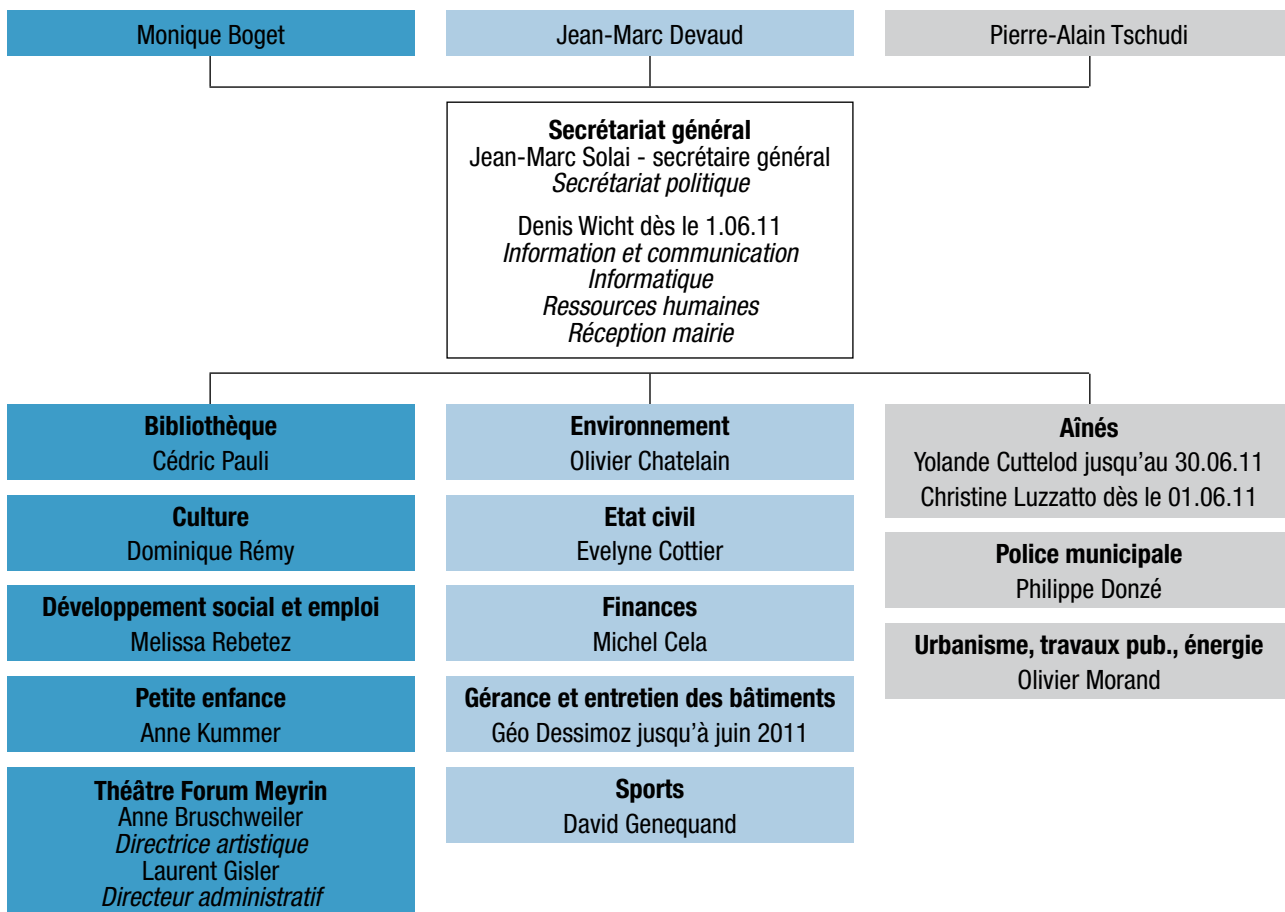 Monique Boget
Jean-Marc Devaud
Pierre-Alain Tschudi
Secrétariat général
Jean-Marc Solai - secrétaire général
Secrétariat politique
Denis Wicht dès le 1.06.11
Information et communication
Informatique
Ressources humaines
Réception mairie
Bibliothèque
Cédric Pauli
Culture
Dominique Rémy
Développement social et emploi
Melissa Rebetez
Petite enfance
Anne Kummer
Théâtre Forum Meyrin
Anne Bruschweiler
Directrice artistique
Laurent Gisler
Directeur administratif
Environnement
Olivier Chatelain
Etat civil
Evelyne Cottier
Finances
Michel Cela
Gérance et entretien des bâtiments
Géo Dessimoz jusqu'à juin 2011
Sports
David Genequand
Aînés
Yolande Cuttelod jusqu'au 30.06.11
Christine Luzzatto dès le 01.06.11
Police municipale
Philippe Donzé
Urbanisme, travaux pub., énergie
Olivier Morand